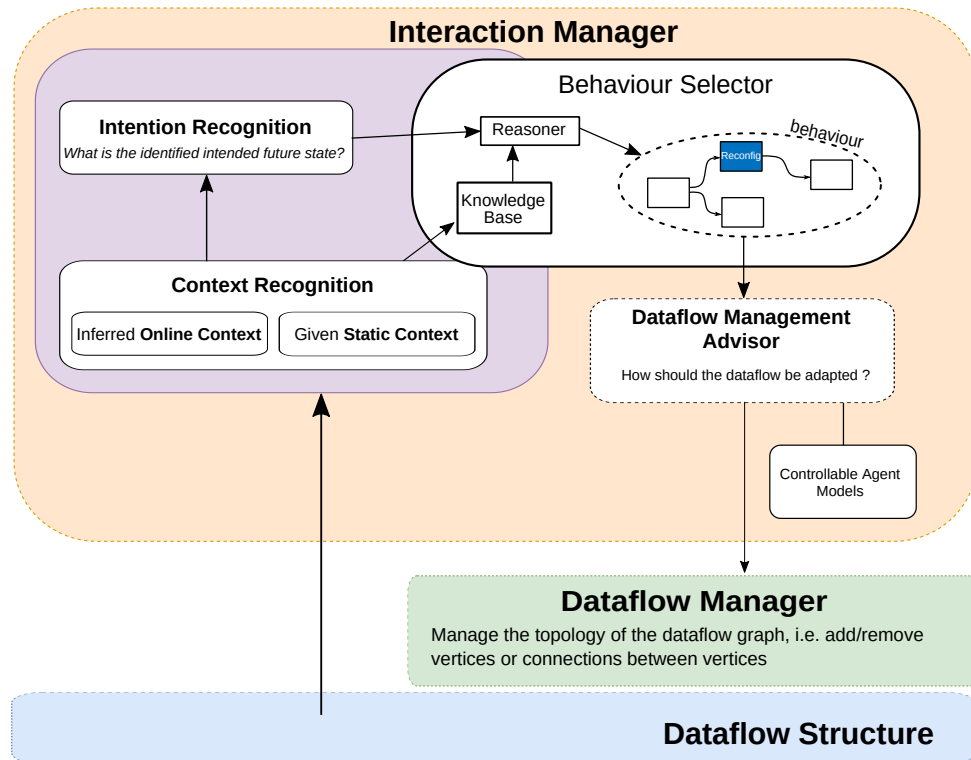 Interaction Manager
Behaviour Selector
Intention Recognition
What is the identified intended future state?
Reasoner
behaviour
Reconfig
Knowledge
Base
Context Recognition
Inferred Online Context
Given Static Context
Dataflow Management
Advisor
How should the dataflow be adapted ?
Controllable Agent
Models
Dataflow Manager
Manage the topology of the dataflow graph, i.e. add/remove
vertices or connections between vertices
Dataflow Structure